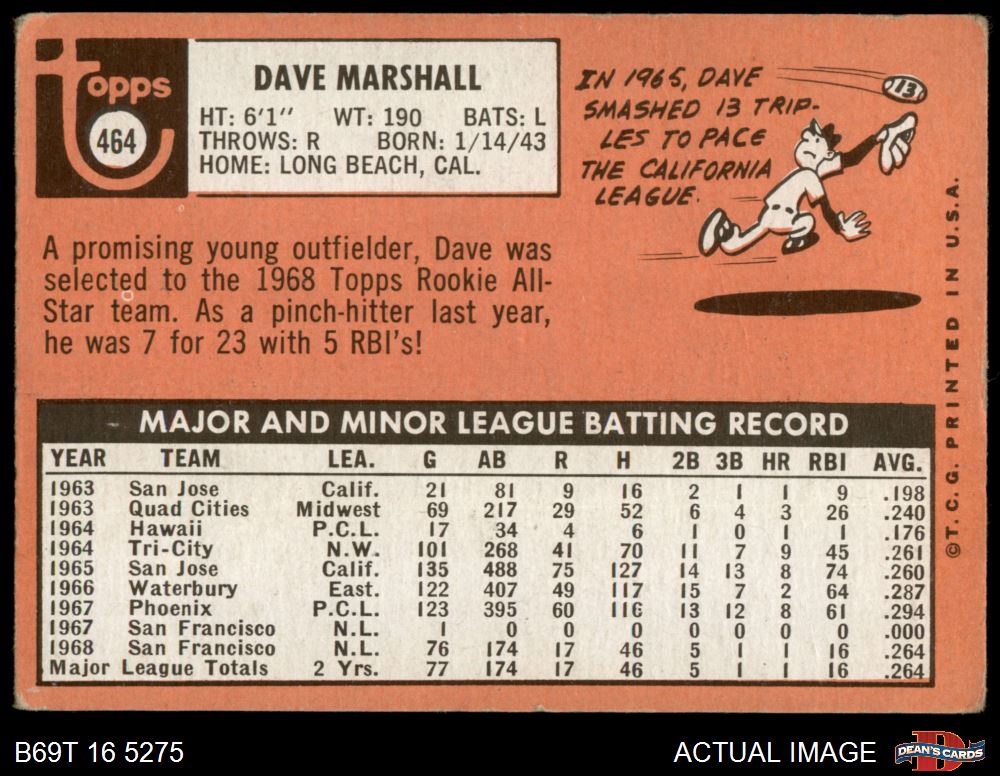 topps
464
DAVE MARSHALL
HT: 6'1" WT: 190 BATS: L
THROWS: R BORN: 1/14/43
HOME: LONG BEACH, CAL.
IN 1965, DAVE
SMASHED 13 TRIP-
LES TO PACE
THE CALIFORNIA
LEAGUE.
13
A promising young outfielder, Dave was
selected to the 1968 Topps Rookie All-
Star team. As a pinch-hitter last year,
he was 7 for 23 with 5 RBI's!
MAJOR AND MINOR LEAGUE BATTING RECORD
YEAR TEAM LEA. G AB R H 2B 3B HR RBI AVG.
1963 San Jose Calif. 21 81 9 16 2 1 1 9 .198
1963 Quad Cities Midwest 69 217 29 52 6 4 3 26 .240
1964 Hawaii P.C.L. 17 34 4 6 1 0 1 1 .176
1964 Tri-City N.W. 101 268 41 70 11 7 9 45 .261
1965 San Jose Calif. 135 488 75 127 14 13 8 74 .260
1966 Waterbury East. 122 407 49 117 15 7 2 64 .287
1967 Phoenix P.C.L. 123 395 60 116 13 12 8 61 .294
1967 San Francisco N.L. 1 0 0 0 0 0 0 0 .000
1968 San Francisco N.L. 76 174 17 46 5 1 1 16 .264
Major League Totals 2 Yrs. 77 174 17 46 5 1 1 16 .264
©T.C.G. PRINTED IN U.S.A.
B69T 16 5275
ACTUAL IMAGE
DEAN'S CARDS